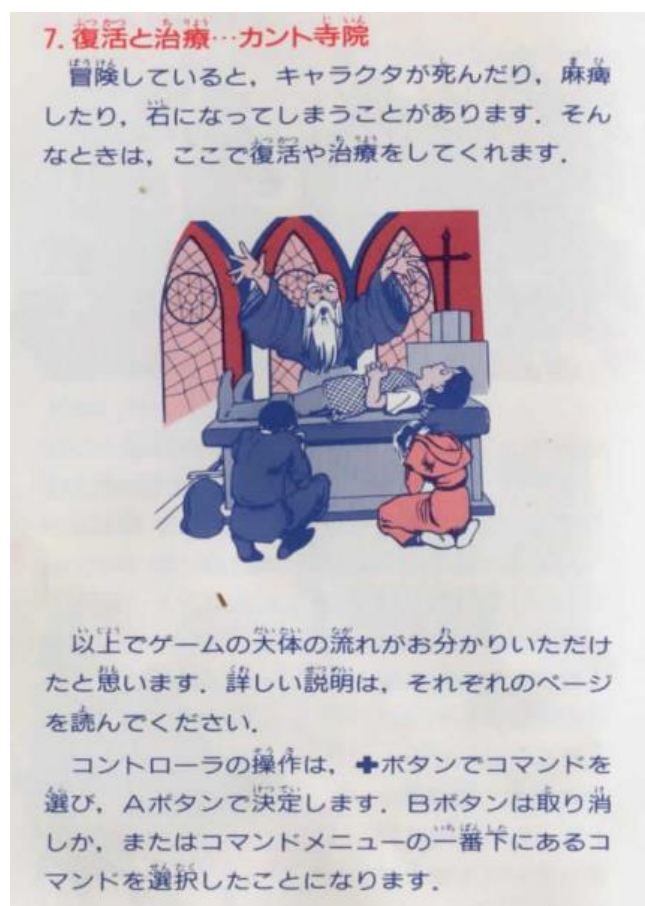 7. 復活と治療…カント寺院
冒険していると，キャラクタが死んだり，麻痺
したり，石になってしまうことがあります．そん
なときは，ここで復活や治療をしてくれます．
以上でゲームの大体の流れがお分かりいただけ
たと思います．詳しい説明は，それぞれのページ
を読んでください．
コントローラの操作は，✚ボタンでコマンドを
選び，Aボタンで決定します．Bボタンは取り消
しか，またはコマンドメニューの一番下にあるコ
マンドを選択したことになります．